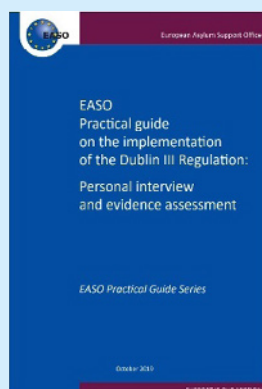 EASO
European Asylum Support Office
EASO
Practical guide
on the implementation
of the Dublin III Regulation:
Personal interview
and evidence assessment
EASO Practical Guide Series
October 2019